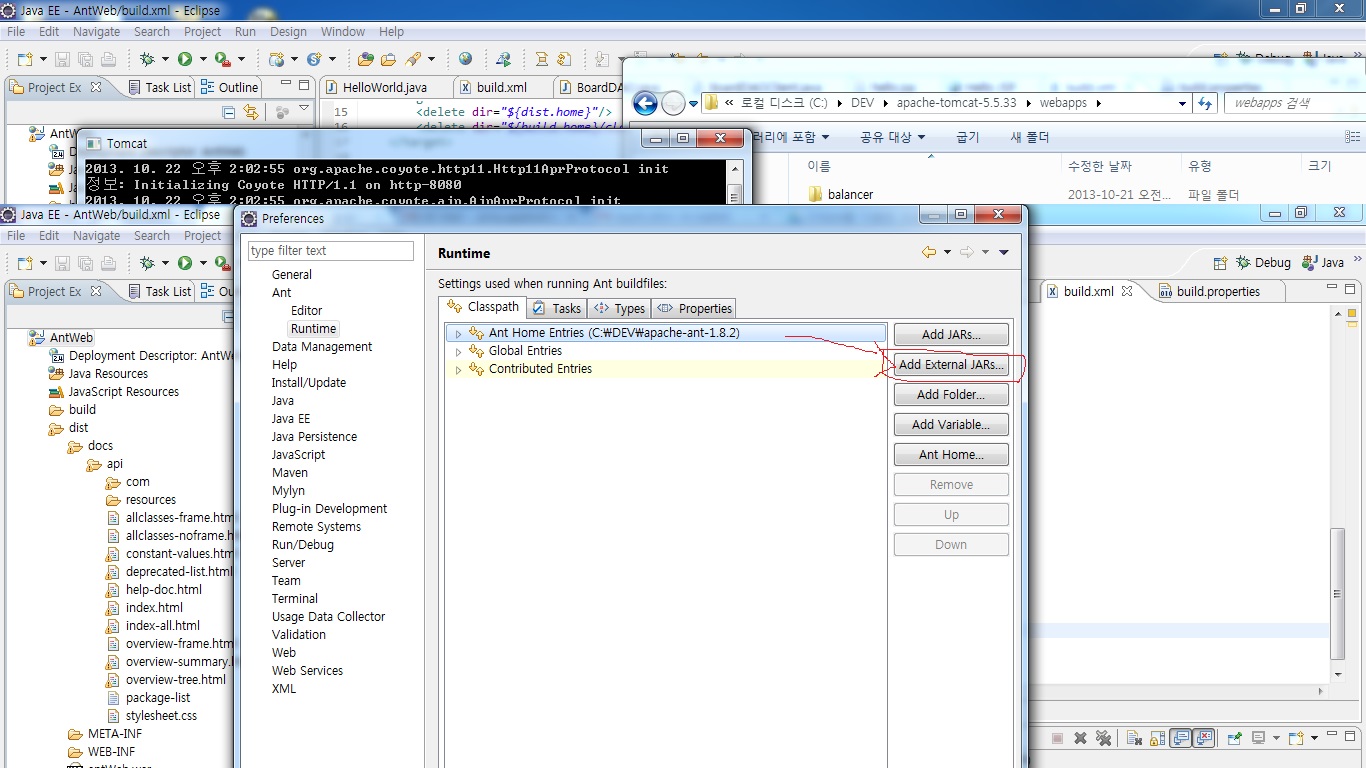 Java EE - AntWeb/build.xml - Eclipse
File Edit Navigate Search Project Run Design Window Help
Debug Java
Project Ex Task List Outline
HelloWorld.java build.xml BoardDA
로컬 디스크 (C:) DEV apache-tomcat-5.5.33 webapps webapps 검색
15 <delete dir="${dist.home}"/>
16 <delete dir="${build.home}/cl
AntWe
Tomcat
러리에 포함 공유 대상 굽기 새 폴더
이름 수정한 날짜 유형 크기
2013. 10. 22 오후 2:02:55 org.apache.coyote.http11.Http11AprProtocol init
정보: Initializing Coyote HTTP/1.1 on http-8080
2013. 10. 22 오후 2:02:55 org.apache.coyote.ajp.AjpAprProtocol init
balancer 2013-10-21 오전... 파일 폴더
Java EE - AntWeb/build.xml - Eclipse
File Edit Navigate Search Project
Debug Java
Project Ex Task List Ou
build.xml build.properties
AntWeb
Deployment Descriptor: AntWe
Java Resources
JavaScript Resources
build
dist
docs
api
com
resources
allclasses-frame.htm
allclasses-noframe.h
constant-values.htm
deprecated-list.html
help-doc.html
index.html
index-all.html
overview-frame.htm
overview-summary.
overview-tree.html
package-list
stylesheet.css
META-INF
WEB-INF
antWeb.war
Preferences
type filter text
General
Ant
Editor
Runtime
Data Management
Help
Install/Update
Java
Java EE
Java Persistence
JavaScript
Maven
Mylyn
Plug-in Development
Remote Systems
Run/Debug
Server
Team
Terminal
Usage Data Collector
Validation
Web
Web Services
XML
Runtime
Settings used when running Ant buildfiles:
Classpath Tasks Types Properties
Ant Home Entries (C:₩DEV₩apache-ant-1.8.2)
Global Entries
Contributed Entries
Add JARs...
Add External JARs...
Add Folder...
Add Variable...
Ant Home...
Remove
Up
Down